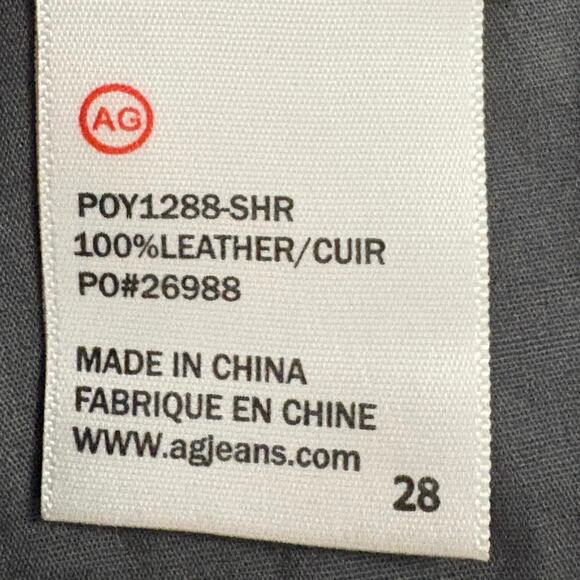 AG
POY1288-SHR
100%LEATHER/CUIR
PO#26988
MADE IN CHINA
FABRIQUE EN CHINE
WWW.agjeans.com
28